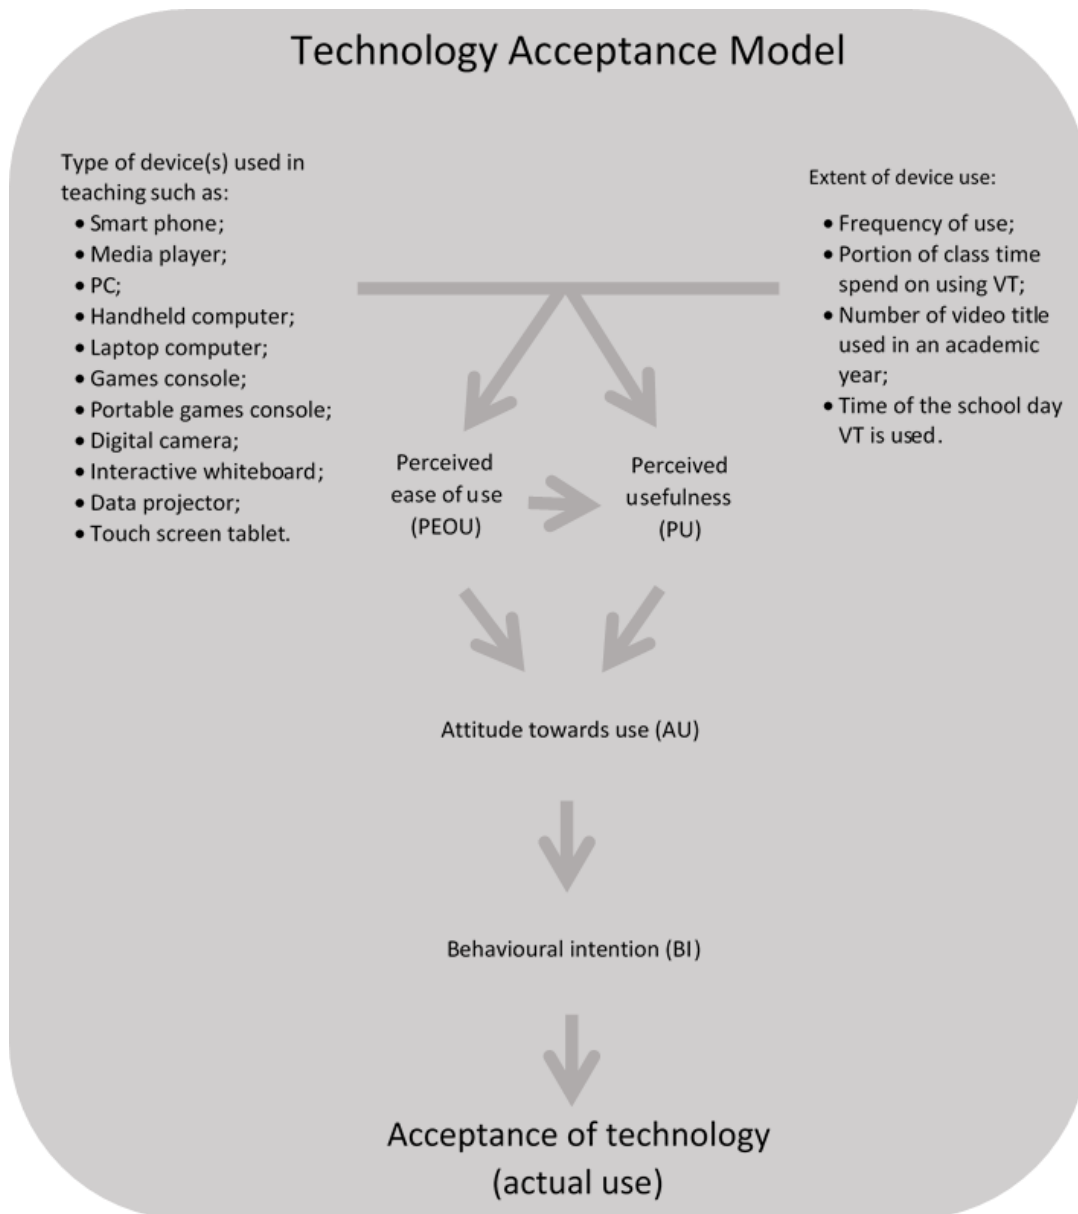 Technology Acceptance Model
Type of device(s) used in
teaching such as:
• Smart phone;
• Media player;
• PC;
• Handheld computer;
• Laptop computer;
• Games console;
• Portable games console;
• Digital camera;
• Interactive whiteboard;
• Data projector;
• Touch screen tablet.
Extent of device use:
• Frequency of use;
• Portion of class time
spend on using VT;
• Number of video title
used in an academic
year;
• Time of the school day
VT is used.
Perceived
ease of use
(PEOU)
Perceived
usefulness
(PU)
Attitude towards use (AU)
Behavioural intention (BI)
Acceptance of technology
(actual use)